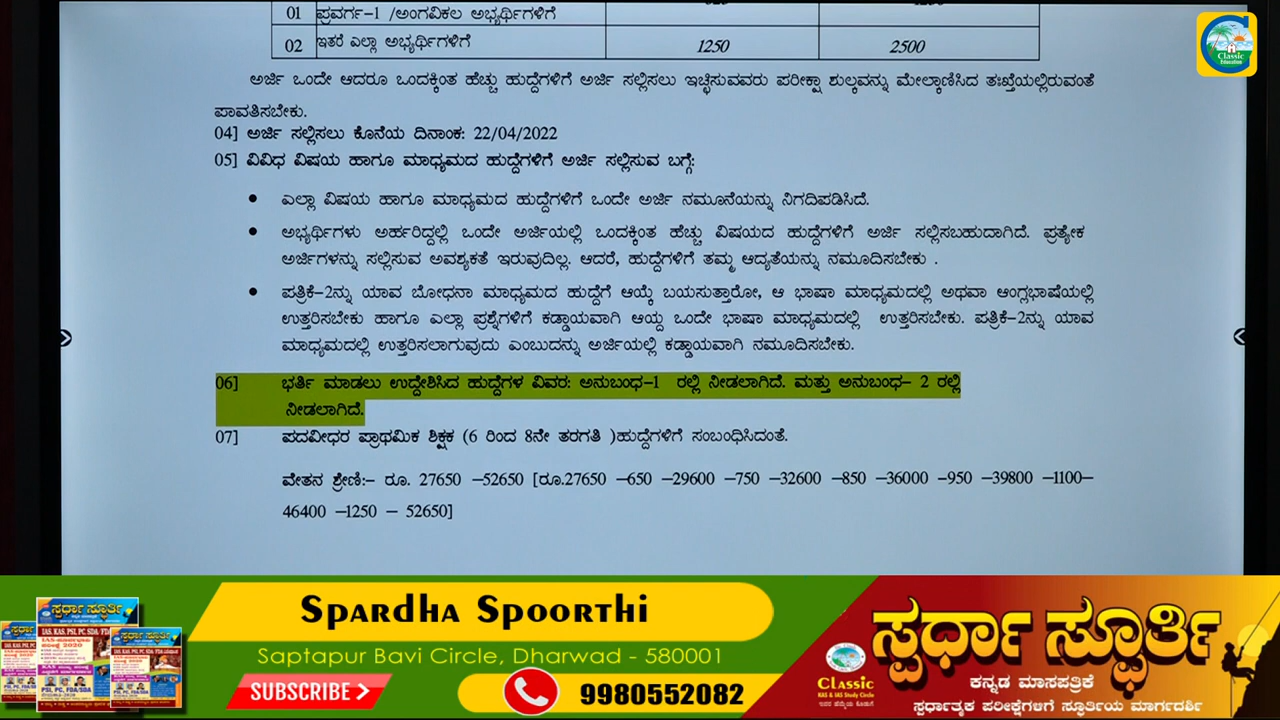 01 ಪ್ರವರ್ಗ-1 /ಅಂಗವಿಕಲ ಅಭ್ಯರ್ಥಿಗಳಿಗೆ
02 ಇತರೆ ಎಲ್ಲಾ ಅಭ್ಯರ್ಥಿಗಳಿಗೆ 1250 2500
ಅರ್ಜಿ ಒಂದೇ ಆದರೂ ಒಂದಕ್ಕಿಂತ ಹೆಚ್ಚು ಹುದ್ದೆಗಳಿಗೆ ಅರ್ಜಿ ಸಲ್ಲಿಸಲು ಇಚ್ಛಿಸುವವರು ಪರೀಕ್ಷಾ ಶುಲ್ಕವನ್ನು ಮೇಲ್ಕಾಣಿಸಿದ ತಃಖ್ತೆಯಲ್ಲಿರುವಂತೆ
ಪಾವತಿಸಬೇಕು.
04] ಅರ್ಜಿ ಸಲ್ಲಿಸಲು ಕೊನೆಯ ದಿನಾಂಕ: 22/04/2022
05] ವಿವಿಧ ವಿಷಯ ಹಾಗೂ ಮಾಧ್ಯಮದ ಹುದ್ದೆಗಳಿಗೆ ಅರ್ಜಿ ಸಲ್ಲಿಸುವ ಬಗ್ಗೆ:
• ಎಲ್ಲಾ ವಿಷಯ ಹಾಗೂ ಮಾಧ್ಯಮದ ಹುದ್ದೆಗಳಿಗೆ ಒಂದೇ ಅರ್ಜಿ ನಮೂನೆಯನ್ನು ನಿಗದಿಪಡಿಸಿದೆ.
• ಅಭ್ಯರ್ಥಿಗಳು ಅರ್ಹರಿದ್ದಲ್ಲಿ ಒಂದೇ ಅರ್ಜಿಯಲ್ಲಿ ಒಂದಕ್ಕಿಂತ ಹೆಚ್ಚು ವಿಷಯದ ಹುದ್ದೆಗಳಿಗೆ ಅರ್ಜಿ ಸಲ್ಲಿಸಬಹುದಾಗಿದೆ. ಪ್ರತ್ಯೇಕ
ಅರ್ಜಿಗಳನ್ನು ಸಲ್ಲಿಸುವ ಅವಶ್ಯಕತೆ ಇರುವುದಿಲ್ಲ. ಆದರೆ, ಹುದ್ದೆಗಳಿಗೆ ತಮ್ಮ ಆದ್ಯತೆಯನ್ನು ನಮೂದಿಸಬೇಕು .
• ಪತ್ರಿಕೆ-2ನ್ನು ಯಾವ ಬೋಧನಾ ಮಾಧ್ಯಮದ ಹುದ್ದೆಗೆ ಆಯ್ಕೆ ಬಯಸುತ್ತಾರೋ, ಆ ಭಾಷಾ ಮಾಧ್ಯಮದಲ್ಲಿ ಅಥವಾ ಆಂಗ್ಲಭಾಷೆಯಲ್ಲಿ
ಉತ್ತರಿಸಬೇಕು ಹಾಗೂ ಎಲ್ಲಾ ಪ್ರಶ್ನೆಗಳಿಗೆ ಕಡ್ಡಾಯವಾಗಿ ಆಯ್ದ ಒಂದೇ ಭಾಷಾ ಮಾಧ್ಯಮದಲ್ಲಿ ಉತ್ತರಿಸಬೇಕು. ಪತ್ರಿಕೆ-2ನ್ನು ಯಾವ
ಮಾಧ್ಯಮದಲ್ಲಿ ಉತ್ತರಿಸಲಾಗುವುದು ಎಂಬುದನ್ನು ಅರ್ಜಿಯಲ್ಲಿ ಕಡ್ಡಾಯವಾಗಿ ನಮೂದಿಸಬೇಕು.
06] ಭರ್ತಿ ಮಾಡಲು ಉದ್ದೇಶಿಸಿದ ಹುದ್ದೆಗಳ ವಿವರ: ಅನುಬಂಧ-1 ರಲ್ಲಿ ನೀಡಲಾಗಿದೆ. ಮತ್ತು ಅನುಬಂಧ- 2 ರಲ್ಲಿ
ನೀಡಲಾಗಿದೆ.
07] ಪದವೀಧರ ಪ್ರಾಥಮಿಕ ಶಿಕ್ಷಕ (6 ರಿಂದ 8ನೇ ತರಗತಿ )ಹುದ್ದೆಗಳಿಗೆ ಸಂಬಂಧಿಸಿದಂತೆ.
ವೇತನ ಶ್ರೇಣಿ:- ರೂ. 27650 –52650 [ರೂ.27650 –650 –29600 –750 –32600 –850 –36000 –950 –39800 –1100–
46400 –1250 – 52650]
Classic
Education
Spardha Spoorthi
Saptapur Bavi Circle, Dharwad - 580001
SUBSCRIBE
9980552082
ಸ್ಪರ್ಧಾ ಸ್ಫೂರ್ತಿ
Classic
KAS & IAS Study Circle
ಕನ್ನಡ ಮಾಸಪತ್ರಿಕೆ
ಸ್ಪರ್ಧಾತ್ಮಕ ಪರೀಕ್ಷೆಗಳಿಗೆ ಸ್ಫೂರ್ತಿಯ ಮಾರ್ಗದರ್ಶಿ